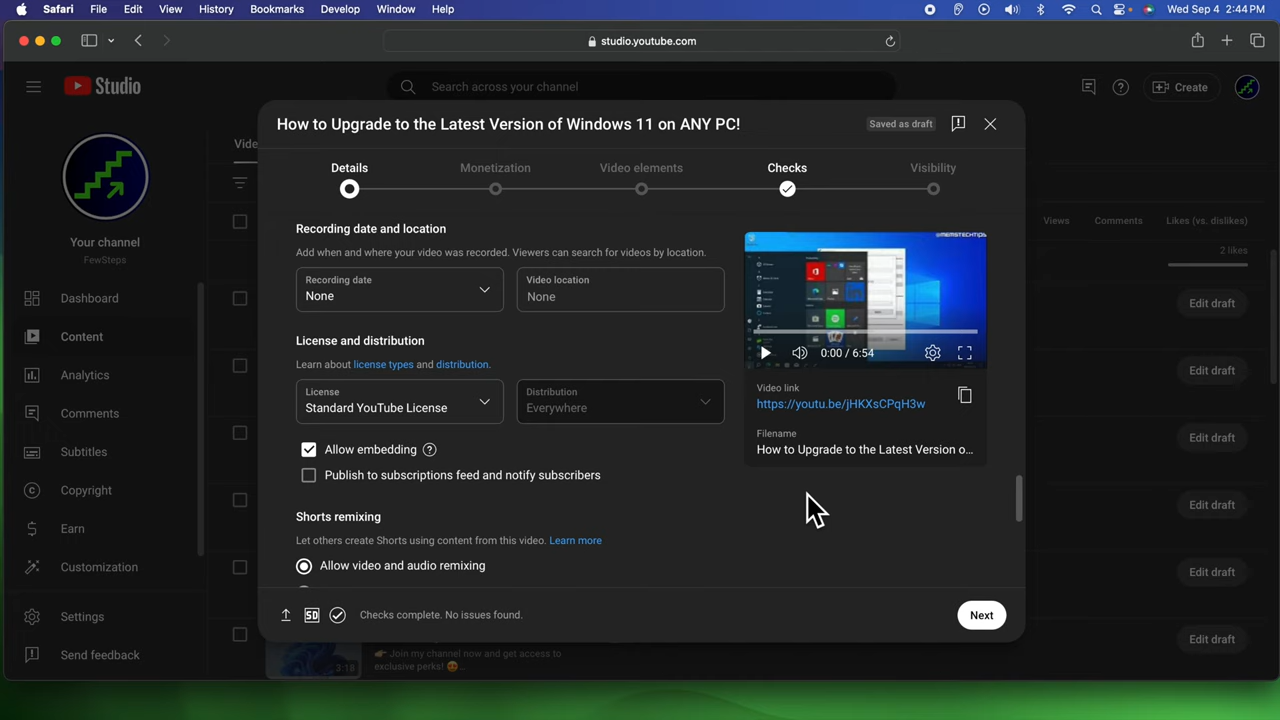 Safari File Edit View History Bookmarks Develop Window Help Wed Sep 4 2:44 PM
studio.youtube.com
Studio
Search across your channel
Create
How to Upgrade to the Latest Version of Windows 11 on ANY PC!
Saved as draft
Details
Monetization
Video elements
Checks
Visibility
Your channel
FewSteps
Dashboard
Content
Analytics
Comments
Subtitles
Copyright
Earn
Customization
Settings
Send feedback
Views
Comments
Likes (vs. dislikes)
2 likes
Edit draft
Edit draft
Edit draft
Edit draft
Edit draft
Edit draft
Recording date and location
Add when and where your video was recorded. Viewers can search for videos by location.
Recording date
None
Video location
None
License and distribution
Learn about license types and distribution.
License
Standard YouTube License
Distribution
Everywhere
Allow embedding
Publish to subscriptions feed and notify subscribers
Shorts remixing
Let others create Shorts using content from this video. Learn more
Allow video and audio remixing
@MEMSTECHTIPS
0:00 / 6:54
Video link
https://youtu.be/jHKXsCPqH3w
Filename
How to Upgrade to the Latest Version o...
SD
Checks complete. No issues found.
Next
3:18
Join my channel now and get access to
exclusive perks!